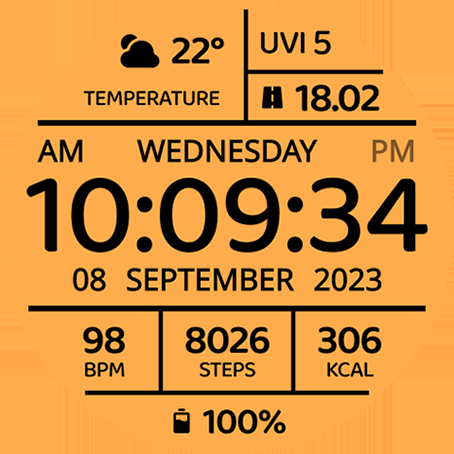 22° UVI 5
TEMPERATURE 18.02
AM WEDNESDAY PM
10:09:34
08 SEPTEMBER 2023
98 8026 306
BPM STEPS KCAL
100%